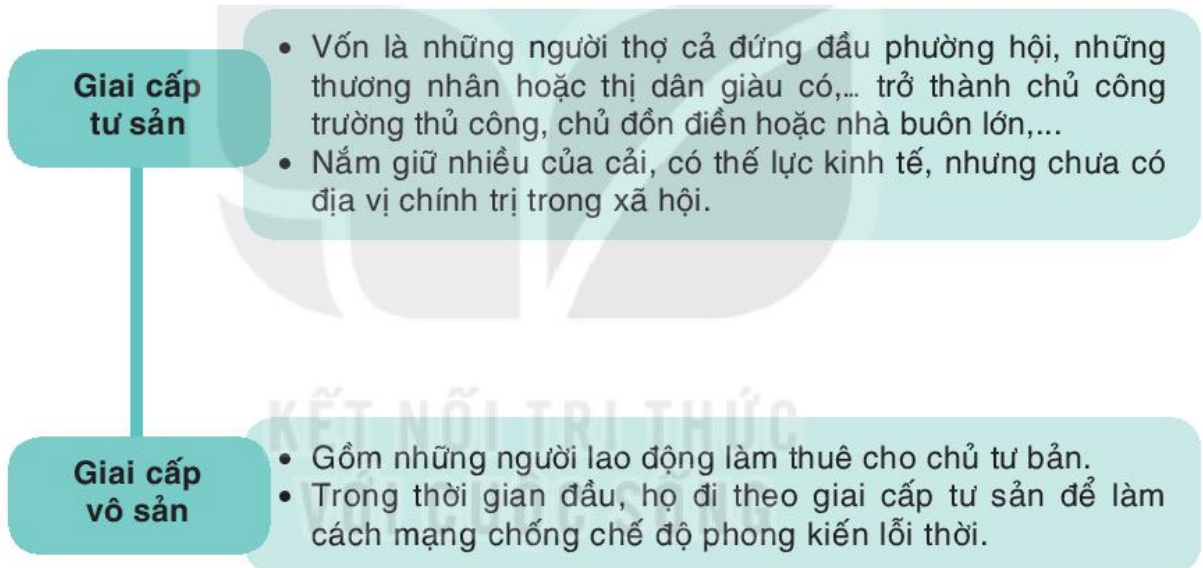 Giai cấp
tư sản
• Vốn là những người thợ cả đứng đầu phường hội, những
thương nhân hoặc thị dân giàu có,... trở thành chủ công
trường thủ công, chủ đồn điền hoặc nhà buôn lớn,...
• Nắm giữ nhiều của cải, có thế lực kinh tế, nhưng chưa có
địa vị chính trị trong xã hội.
KẾT NỐI TRI THỨC
VỚI CUỘC SỐNG
Giai cấp
vô sản
• Gồm những người lao động làm thuê cho chủ tư bản.
• Trong thời gian đầu, họ đi theo giai cấp tư sản để làm
cách mạng chống chế độ phong kiến lỗi thời.